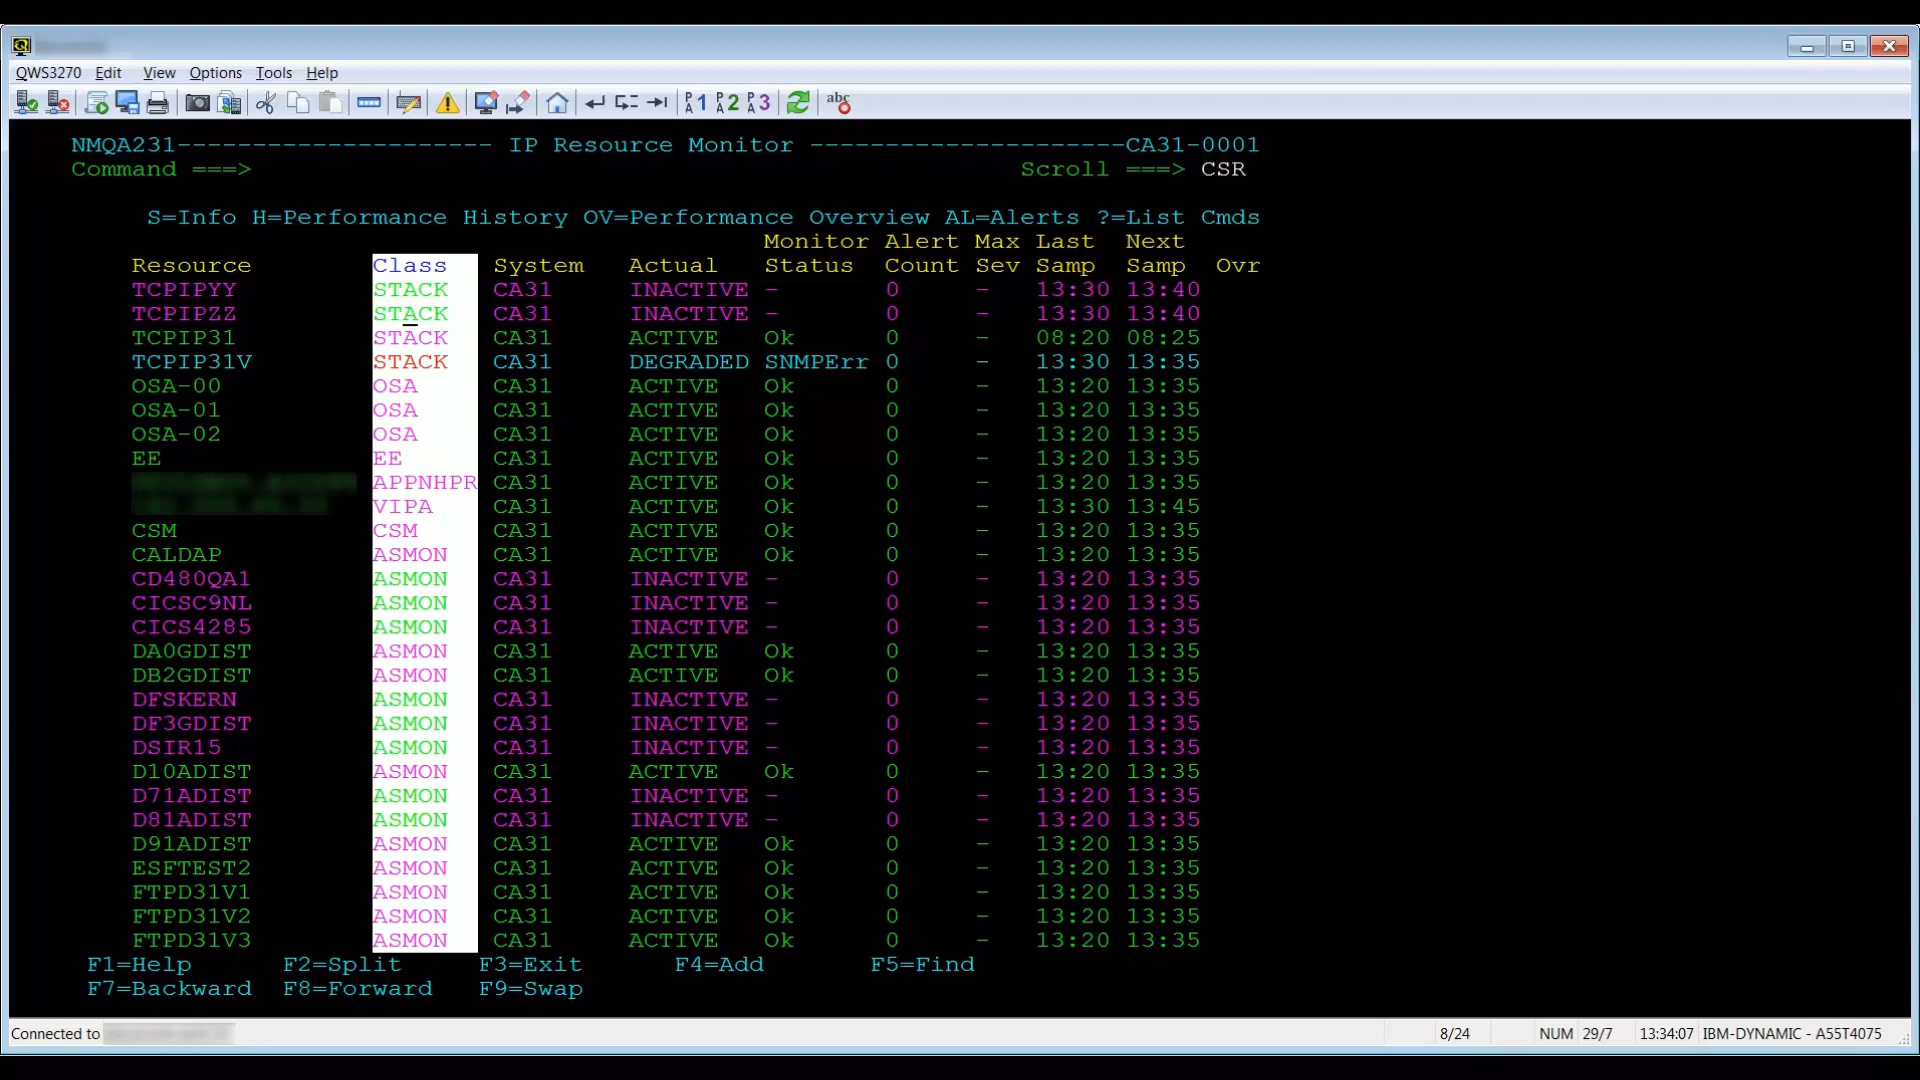 QWS3270 Edit View Options Tools Help
PA1 PA2 PA3 abc
NMQA231--------------------- IP Resource Monitor ---------------------CA31-0001
Command ===> Scroll ===> CSR
S=Info H=Performance History OV=Performance Overview AL=Alerts ?=List Cmds
Monitor Alert Max Last Next
Resource Class System Actual Status Count Sev Samp Samp Ovr
TCPIPYY STACK CA31 INACTIVE - 0 - 13:30 13:40
TCPIPZZ STACK CA31 INACTIVE - 0 - 13:30 13:40
TCPIP31 STACK CA31 ACTIVE Ok 0 - 08:20 08:25
TCPIP31V STACK CA31 DEGRADED SNMPErr 0 - 13:30 13:35
OSA-00 OSA CA31 ACTIVE Ok 0 - 13:20 13:35
OSA-01 OSA CA31 ACTIVE Ok 0 - 13:20 13:35
OSA-02 OSA CA31 ACTIVE Ok 0 - 13:20 13:35
EE EE CA31 ACTIVE Ok 0 - 13:20 13:35
APPNHPR CA31 ACTIVE Ok 0 - 13:20 13:35
VIPA CA31 ACTIVE Ok 0 - 13:30 13:45
CSM CSM CA31 ACTIVE Ok 0 - 13:20 13:35
CALDAP ASMON CA31 ACTIVE Ok 0 - 13:20 13:35
CD480QA1 ASMON CA31 INACTIVE - 0 - 13:20 13:35
CICSC9NL ASMON CA31 INACTIVE - 0 - 13:20 13:35
CICS4285 ASMON CA31 INACTIVE - 0 - 13:20 13:35
DA0GDIST ASMON CA31 ACTIVE Ok 0 - 13:20 13:35
DB2GDIST ASMON CA31 ACTIVE Ok 0 - 13:20 13:35
DFSKERN ASMON CA31 INACTIVE - 0 - 13:20 13:35
DF3GDIST ASMON CA31 INACTIVE - 0 - 13:20 13:35
DSIR15 ASMON CA31 INACTIVE - 0 - 13:20 13:35
D10ADIST ASMON CA31 ACTIVE Ok 0 - 13:20 13:35
D71ADIST ASMON CA31 INACTIVE - 0 - 13:20 13:35
D81ADIST ASMON CA31 INACTIVE - 0 - 13:20 13:35
D91ADIST ASMON CA31 ACTIVE Ok 0 - 13:20 13:35
ESFTEST2 ASMON CA31 ACTIVE Ok 0 - 13:20 13:35
FTPD31V1 ASMON CA31 ACTIVE Ok 0 - 13:20 13:35
FTPD31V2 ASMON CA31 ACTIVE Ok 0 - 13:20 13:35
FTPD31V3 ASMON CA31 ACTIVE Ok 0 - 13:20 13:35
F1=Help F2=Split F3=Exit F4=Add F5=Find
F7=Backward F8=Forward F9=Swap
Connected to 8/24 NUM 29/7 13:34:07 IBM-DYNAMIC - A55T4075